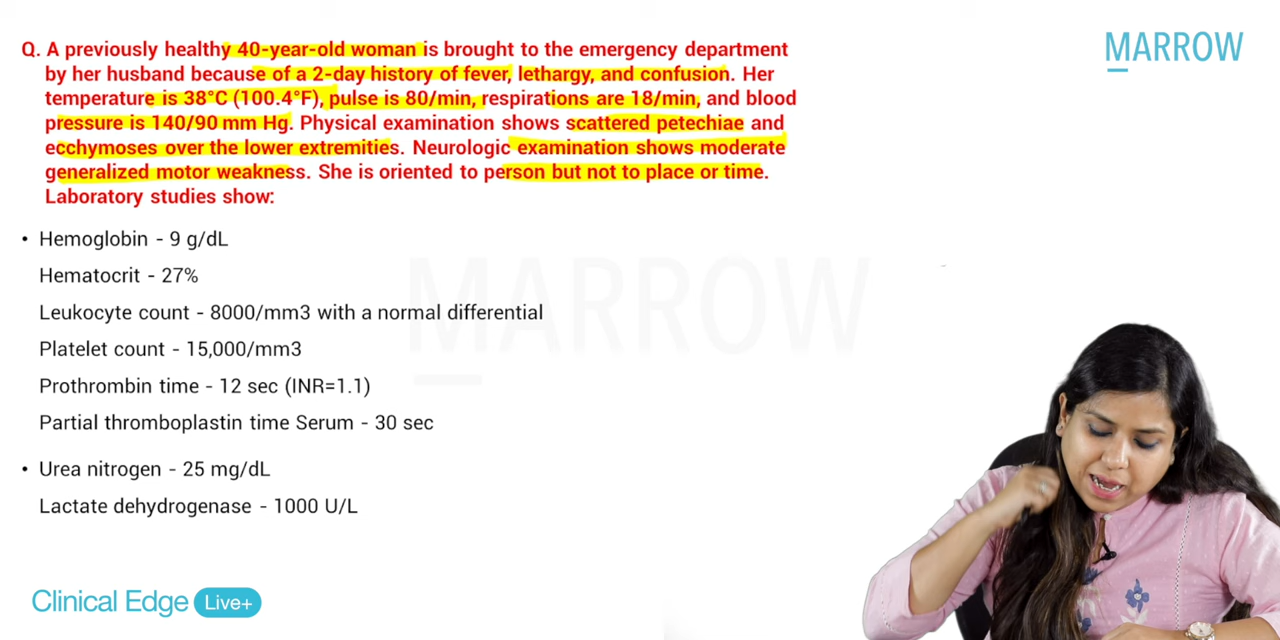 Q. A previously healthy 40-year-old woman is brought to the emergency department
by her husband because of a 2-day history of fever, lethargy, and confusion. Her
temperature is 38°C (100.4°F), pulse is 80/min, respirations are 18/min, and blood
pressure is 140/90 mm Hg. Physical examination shows scattered petechiae and
ecchymoses over the lower extremities. Neurologic examination shows moderate
generalized motor weakness. She is oriented to person but not to place or time.
Laboratory studies show:
MARROW
• Hemoglobin - 9 g/dL
Hematocrit - 27%
Leukocyte count - 8000/mm3 with a normal differential
Platelet count - 15,000/mm3
Prothrombin time - 12 sec (INR=1.1)
Partial thromboplastin time Serum - 30 sec
• Urea nitrogen - 25 mg/dL
Lactate dehydrogenase - 1000 U/L
MARROW
Clinical Edge Live+